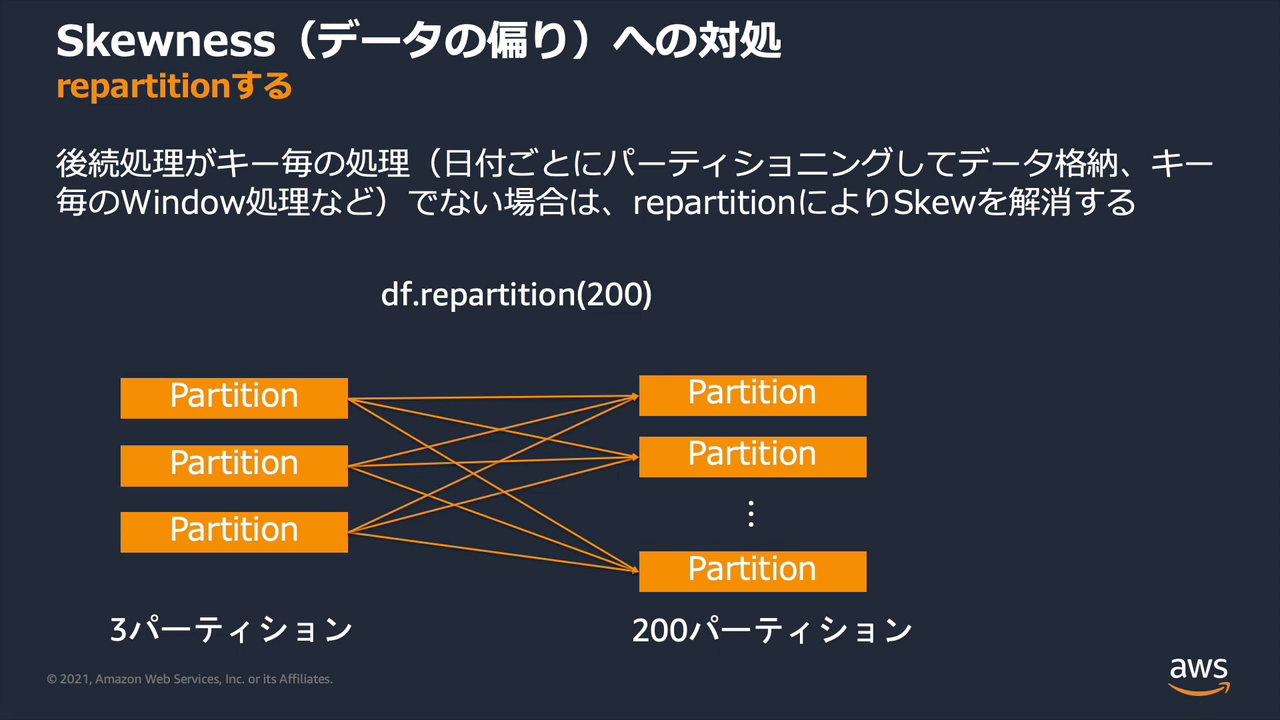 Skewness（データの偏り）への対処
repartitionする
後続処理がキー毎の処理（日付ごとにパーティショニングしてデータ格納、キー
毎のWindow処理など）でない場合は、repartitionによりSkewを解消する
df.repartition(200)
Partition
Partition
Partition
Partition
Partition
⋮
Partition
3パーティション
200パーティション
© 2021, Amazon Web Services, Inc. or its Affiliates.
aws